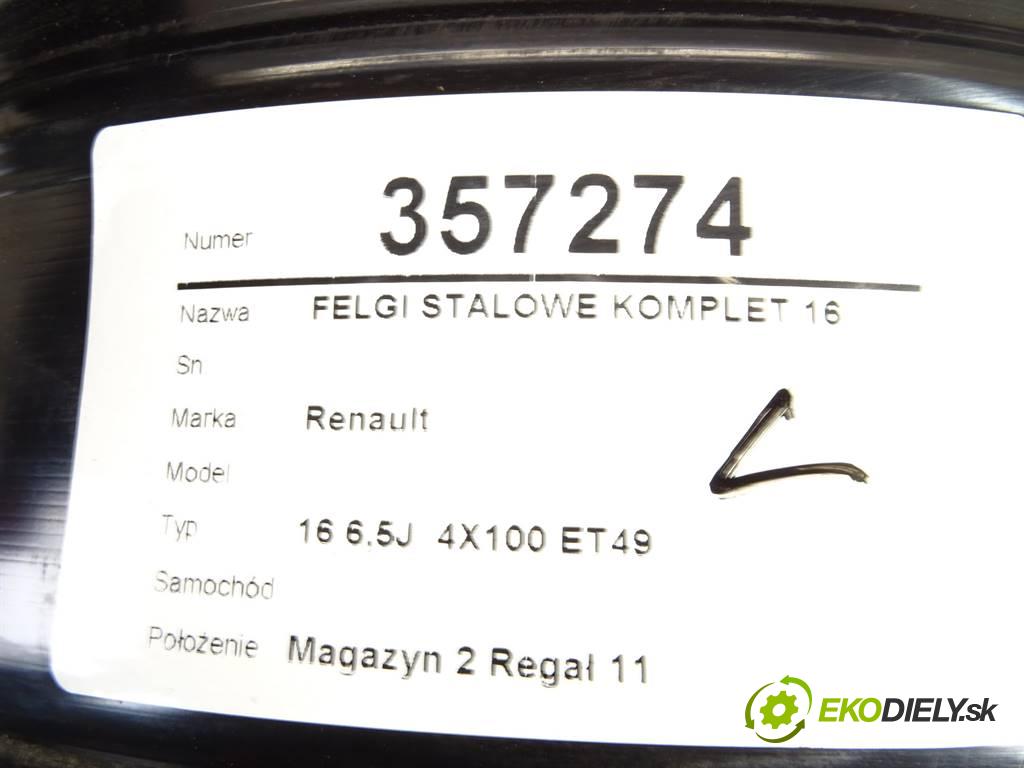 Numer 357274
Nazwa FELGI STALOWE KOMPLET 16
Sn
Marka Renault
Model
Typ 16 6.5J 4X100 ET49
Samochód
Położenie Magazyn 2 Regał 11
L
EKODIELY.sk